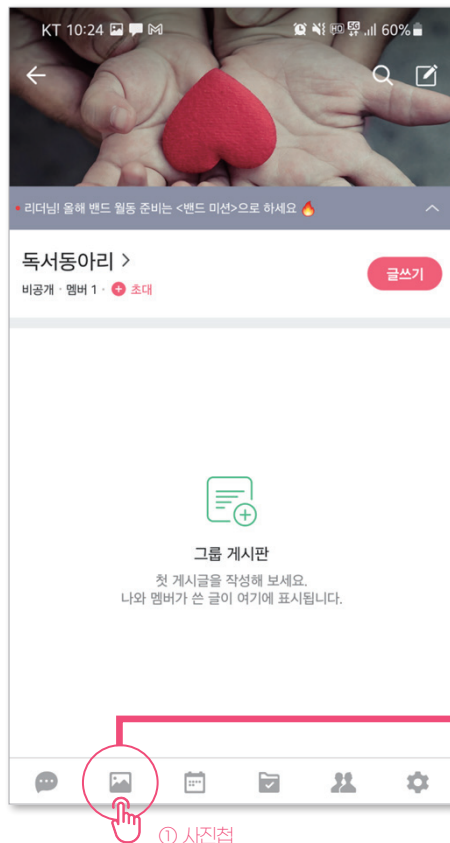 KT 10:24 HD 5G 60%
리더님! 올해 밴드 월동 준비는 <밴드 미션>으로 하세요
독서동아리 >
글쓰기
비공개 · 멤버 1 · 초대
그룹 게시판
첫 게시글을 작성해 보세요.
나와 멤버가 쓴 글이 여기에 표시됩니다.
① 사진첩